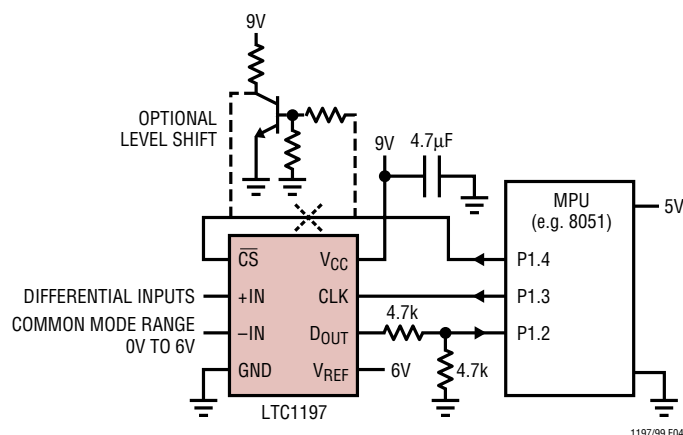 9V
OPTIONAL
LEVEL SHIFT
9V
4.7µF
MPU
(e.g. 8051)
5V
CS
VCC
P1.4
DIFFERENTIAL INPUTS
+IN
CLK
P1.3
COMMON MODE RANGE
0V TO 6V
–IN
DOUT
4.7k
P1.2
GND
VREF
6V
4.7k
LTC1197
1197/99 F04